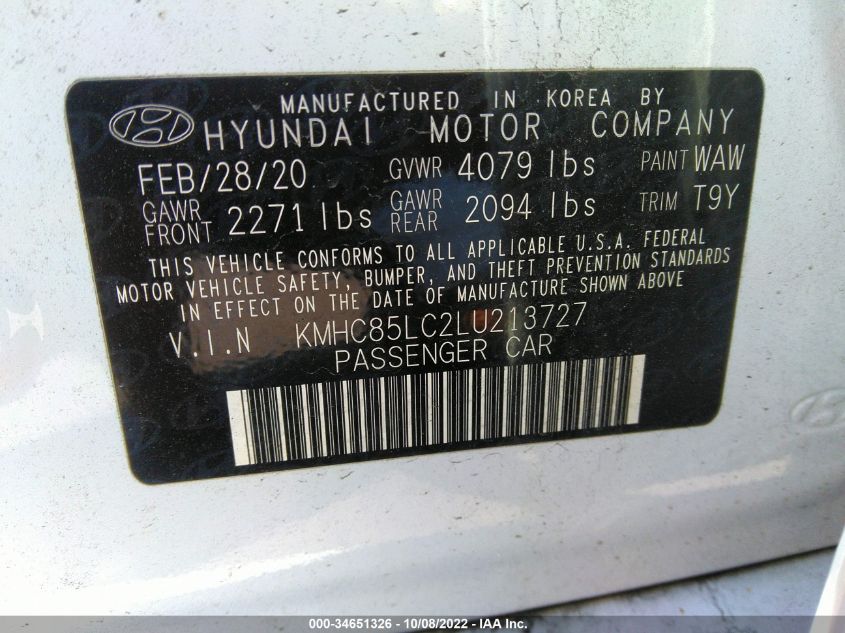 MANUFACTURED IN KOREA BY
HYUNDAI MOTOR COMPANY
FEB/28/20 GVWR 4079 lbs PAINT WAW
GAWR FRONT 2271 lbs GAWR REAR 2094 lbs TRIM T9Y
THIS VEHICLE CONFORMS TO ALL APPLICABLE U.S.A. FEDERAL
MOTOR VEHICLE SAFETY, BUMPER, AND THEFT PREVENTION STANDARDS
IN EFFECT ON THE DATE OF MANUFACTURE SHOWN ABOVE
V.I.N KMHC85LC2LU213727
PASSENGER CAR
000-34651326 - 10/08/2022 - IAA Inc.